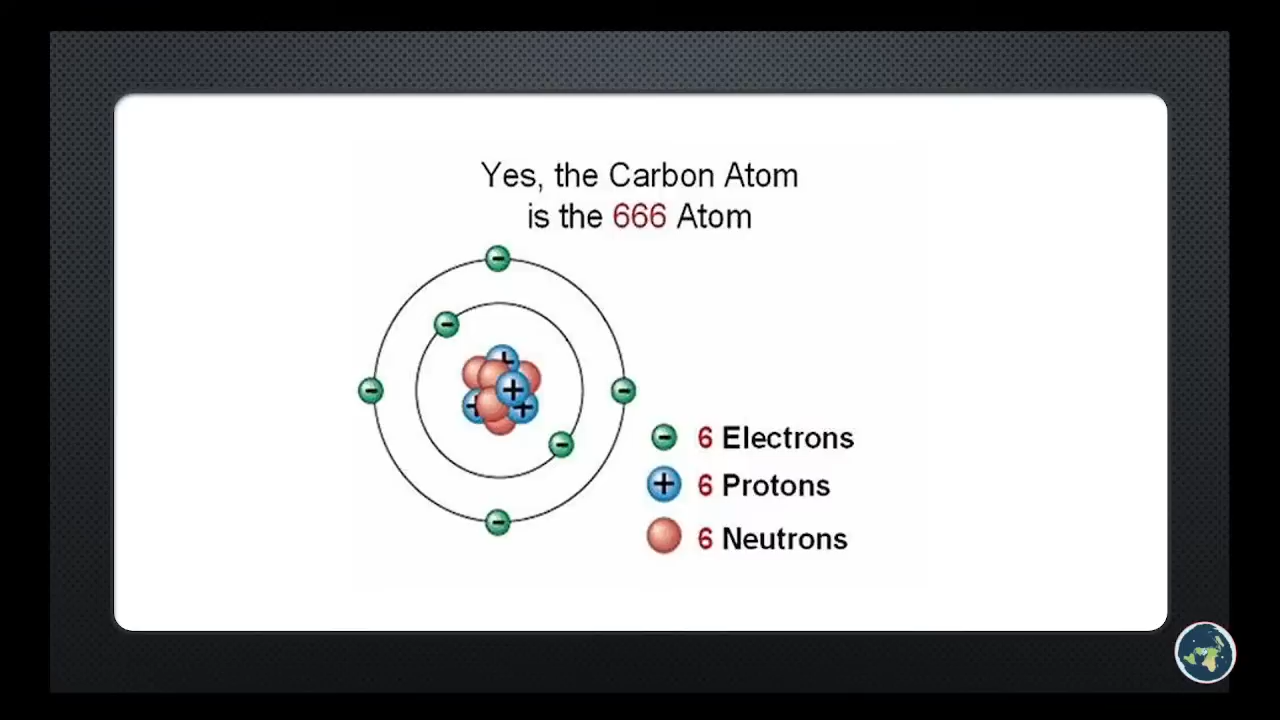 Yes, the Carbon Atom
is the 666 Atom
6 Electrons
6 Protons
6 Neutrons